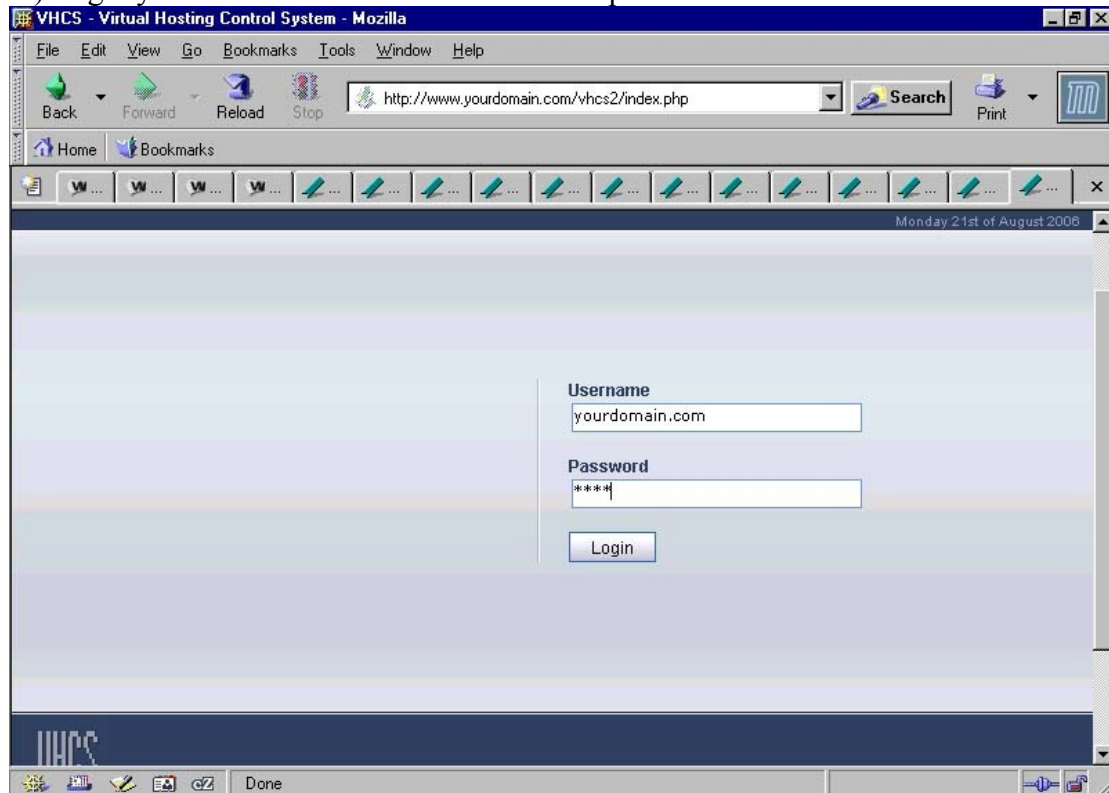 VHCS - Virtual Hosting Control System - Mozilla
File Edit View Go Bookmarks Tools Window Help
http://www.yourdomain.com/vhcs2/index.php Search
Back Forward Reload Stop Print
Home Bookmarks
Monday 21st of August 2006
Username
yourdomain.com
Password
****
Login
VHCS
Done